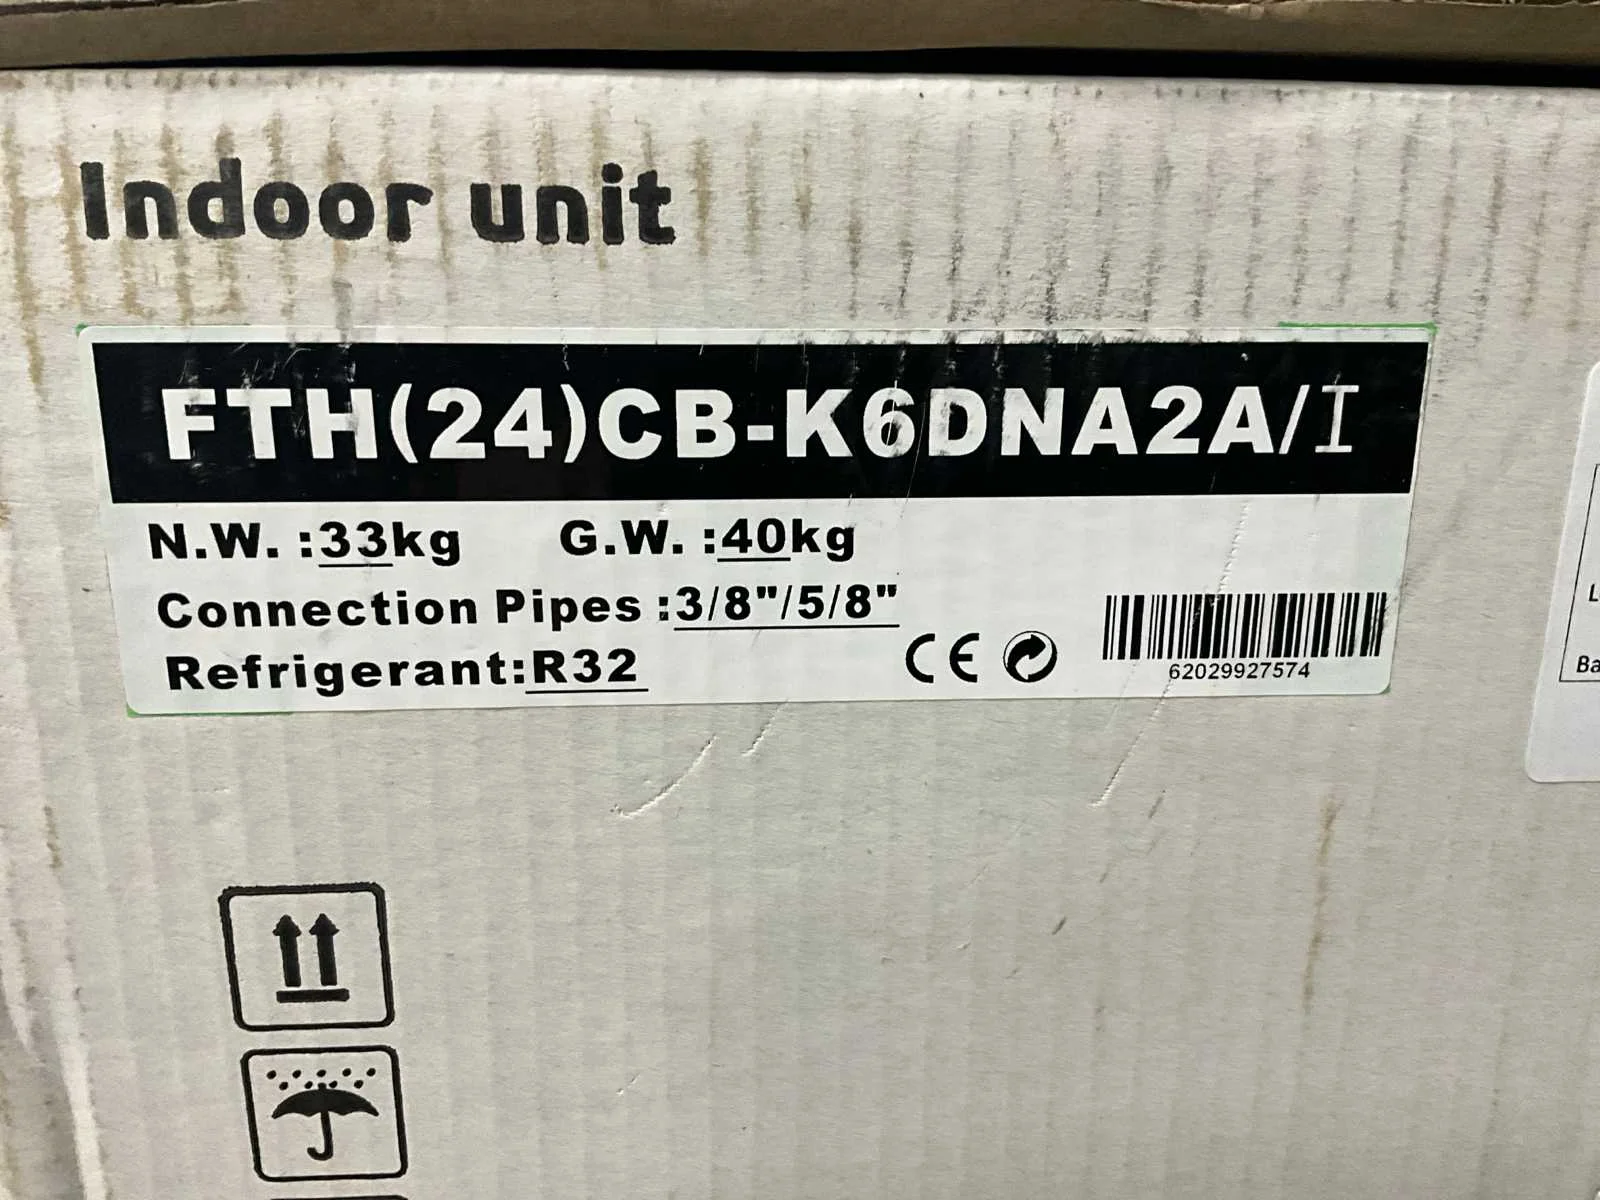 Indoor unit
FTH(24)CB-K6DNA2A/I
N.W. :33kg G.W. :40kg
Connection Pipes :3/8"/5/8"
Refrigerant:R32
CE
62029927574